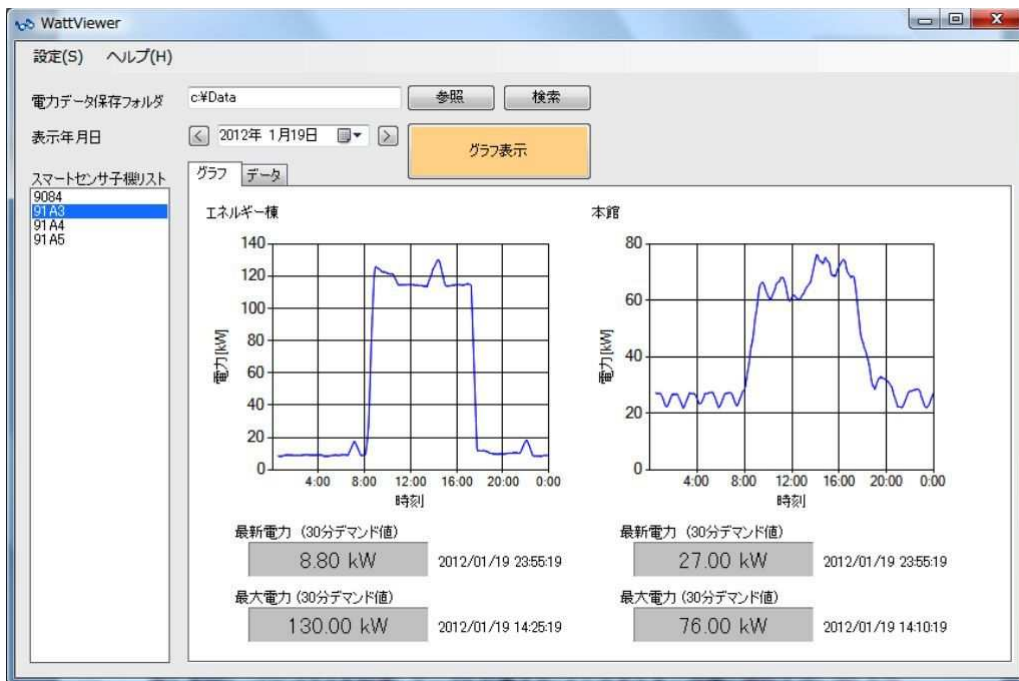 WattViewer
設定(S) ヘルプ(H)
電力データ保存フォルダ c:¥Data 参照 検索
表示年月日 2012年 1月19日 グラフ表示
スマートセンサ子機リスト
9084
91A3
91A4
91A5
グラフ データ
エネルギー棟
140
120
100
80
60
40
20
0
電力[kW]
4:00 8:00 12:00 16:00 20:00 0:00
時刻
最新電力 (30分デマンド値)
8.80 kW 2012/01/19 23:55:19
最大電力 (30分デマンド値)
130.00 kW 2012/01/19 14:25:19
本館
80
60
40
20
0
電力[kW]
4:00 8:00 12:00 16:00 20:00 0:00
時刻
最新電力 (30分デマンド値)
27.00 kW 2012/01/19 23:55:19
最大電力 (30分デマンド値)
76.00 kW 2012/01/19 14:10:19